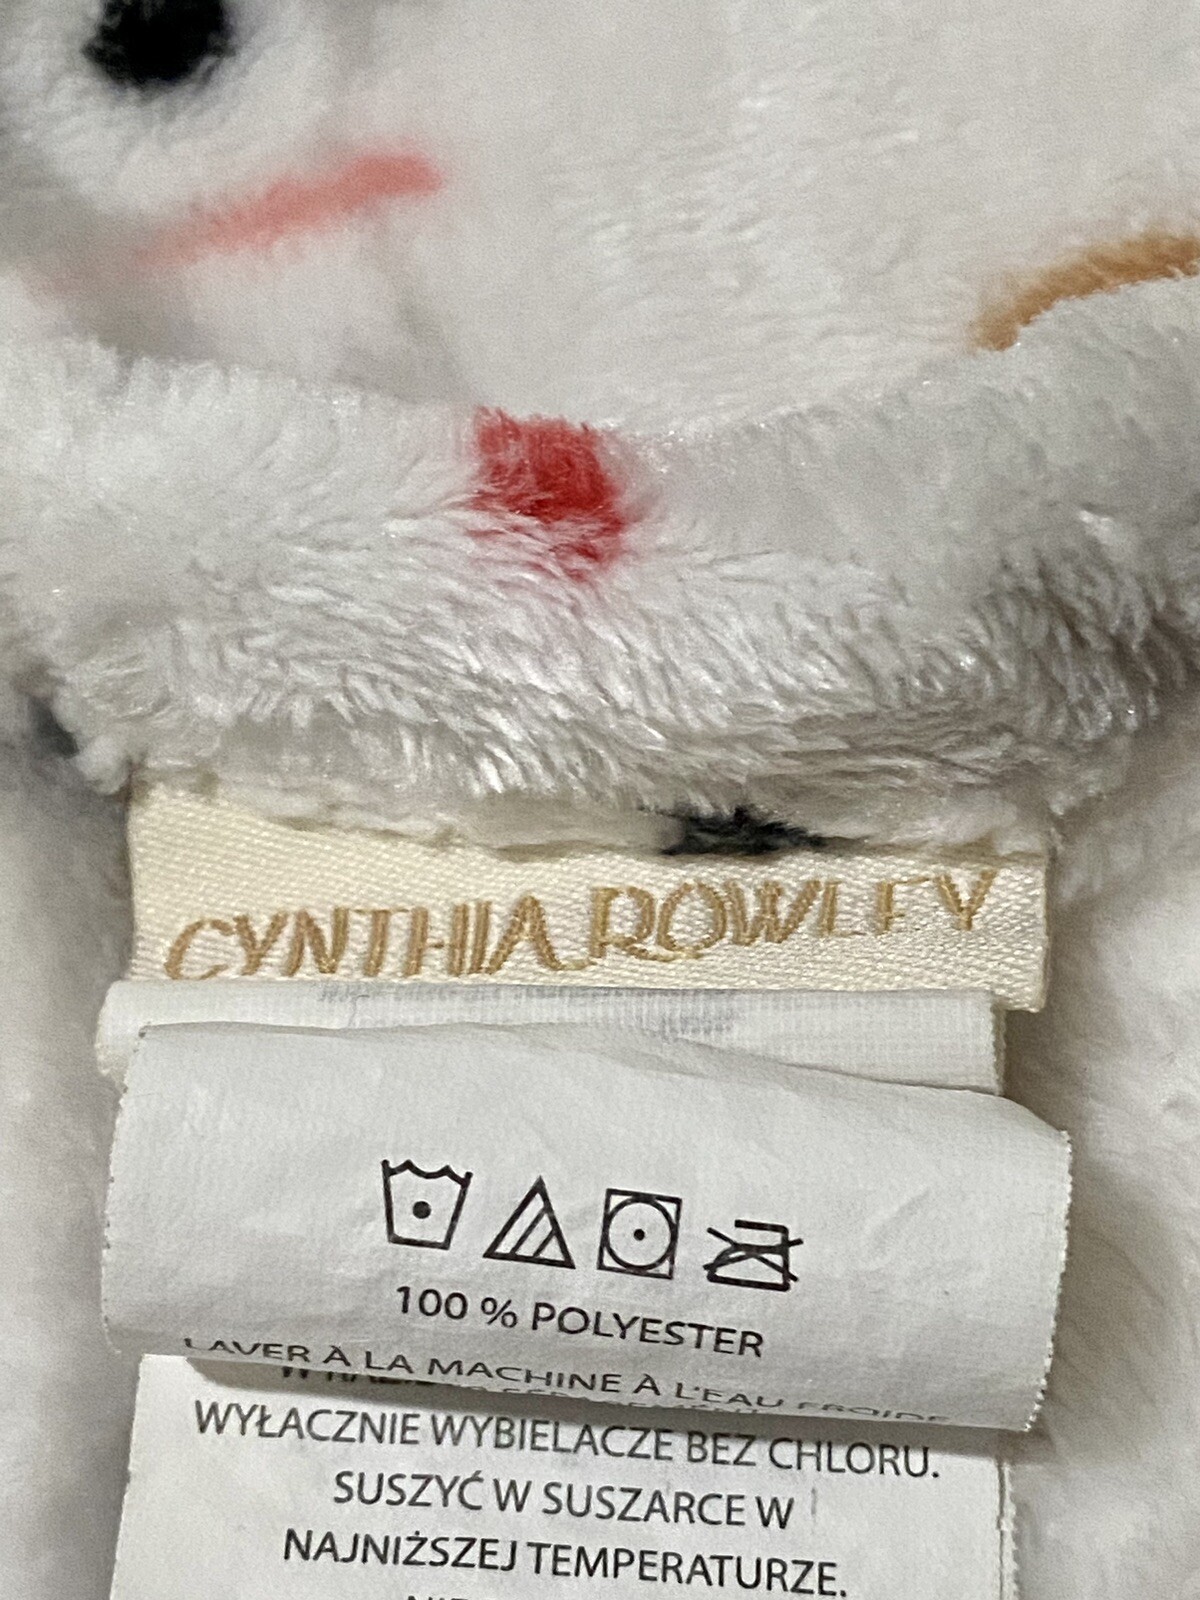 CYNTHIA ROWLEY
100 % POLYESTER
LAVER À LA MACHINE À L'EAU FROIDE
WYŁACZNIE WYBIELACZE BEZ CHLORU.
SUSZYĆ W SUSZARCE W
NAJNIŻSZEJ TEMPERATURZE.